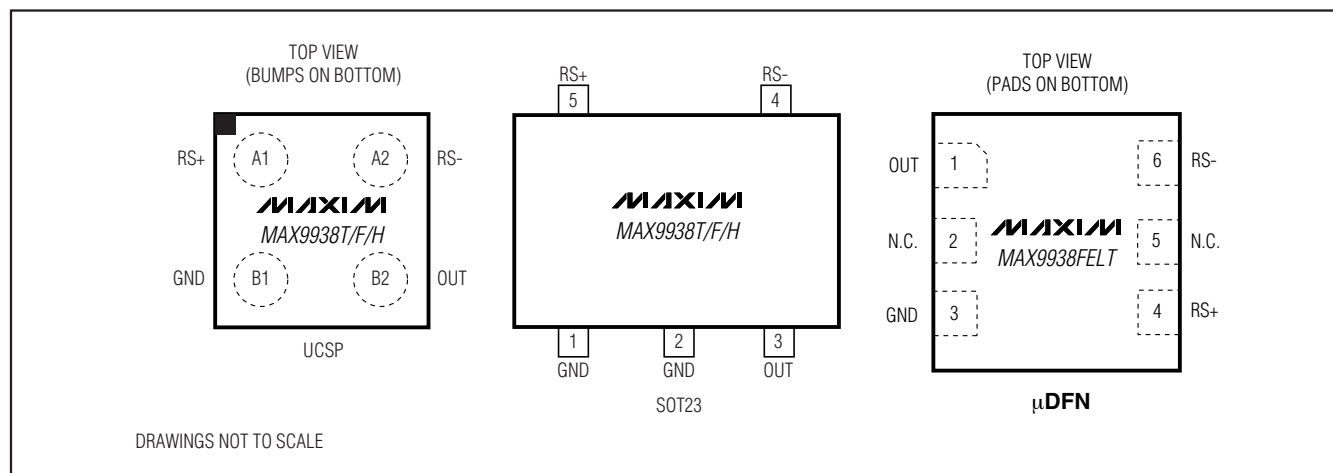 TOP VIEW
(BUMPS ON BOTTOM)
RS+ A1 A2 RS-
MAXIM
MAX9938T/F/H
GND B1 B2 OUT
UCSP
RS+ RS-
5 4
MAXIM
MAX9938T/F/H
1 2 3
GND GND OUT
SOT23
TOP VIEW
(PADS ON BOTTOM)
OUT 1 6 RS-
N.C. 2 MAXIM 5 N.C.
MAX9938FELT
GND 3 4 RS+
μDFN
DRAWINGS NOT TO SCALE